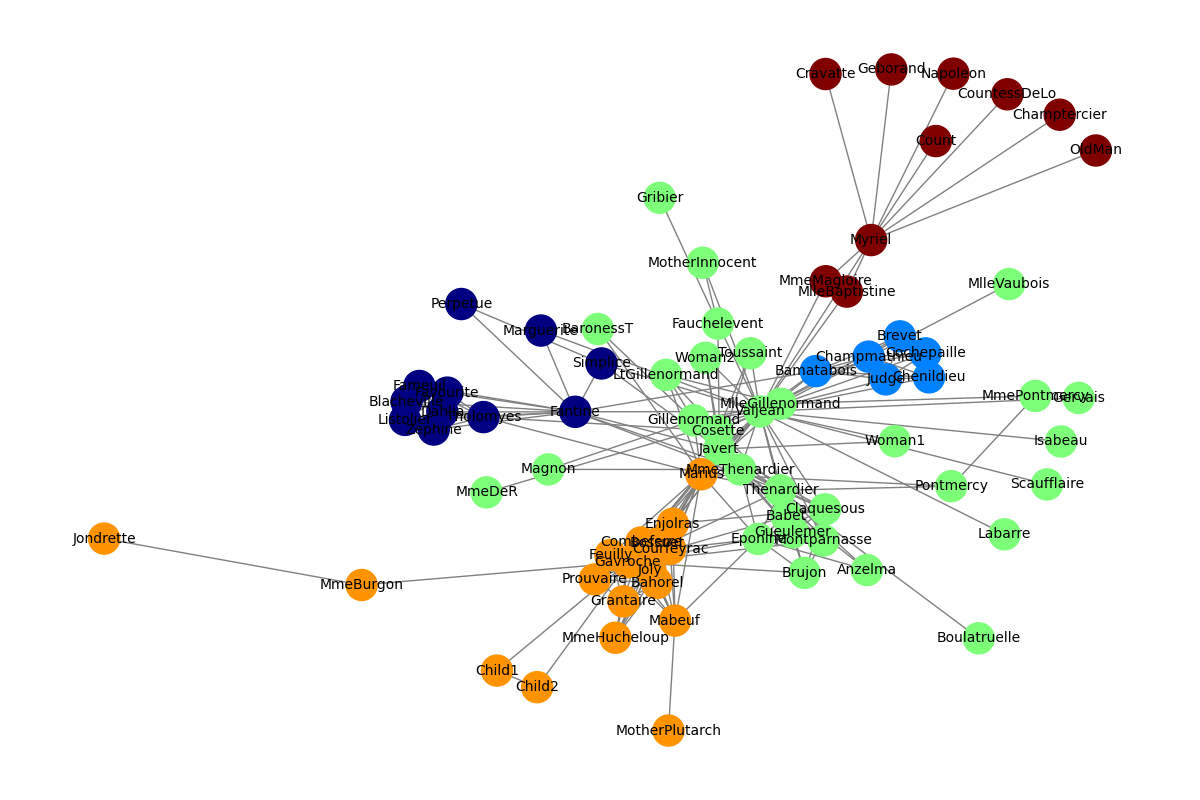 Cravatte
Geborand
Napoleon
CountessDeLo
Champtercier
Count
OldMan
Gribier
Myriel
MotherInnocent
MmeMagloire
MlleBaptistine
MlleVaubois
Perpetue
Marguerite
BaronessT
Fauchelevent
Brevet
Toussaint
Woman2
Champmathieu
Cochepaille
Simplice
LtGillenormand
Bamatabois
Judge
Chenildieu
Fameuil
Favourite
Blacheville
MlleGillenormand
MmePontmercy
Gervais
Listolier
Dahlia
Zephine
Tholomyes
Fantine
Valjean
Gillenormand
Cosette
Woman1
Isabeau
Javert
Magnon
MmeThenardier
Marius
MmeDeR
Thenardier
Pontmercy
Scaufflaire
Claquesous
Babet
Enjolras
Gueulemer
Labarre
Jondrette
Eponine
Montparnasse
Combeferre
Bossuet
Courfeyrac
Feuilly
Gavroche
Joly
Brujon
Anzelma
MmeBurgon
Prouvaire
Bahorel
Grantaire
Mabeuf
MmeHucheloup
Boulatruelle
Child1
Child2
MotherPlutarch